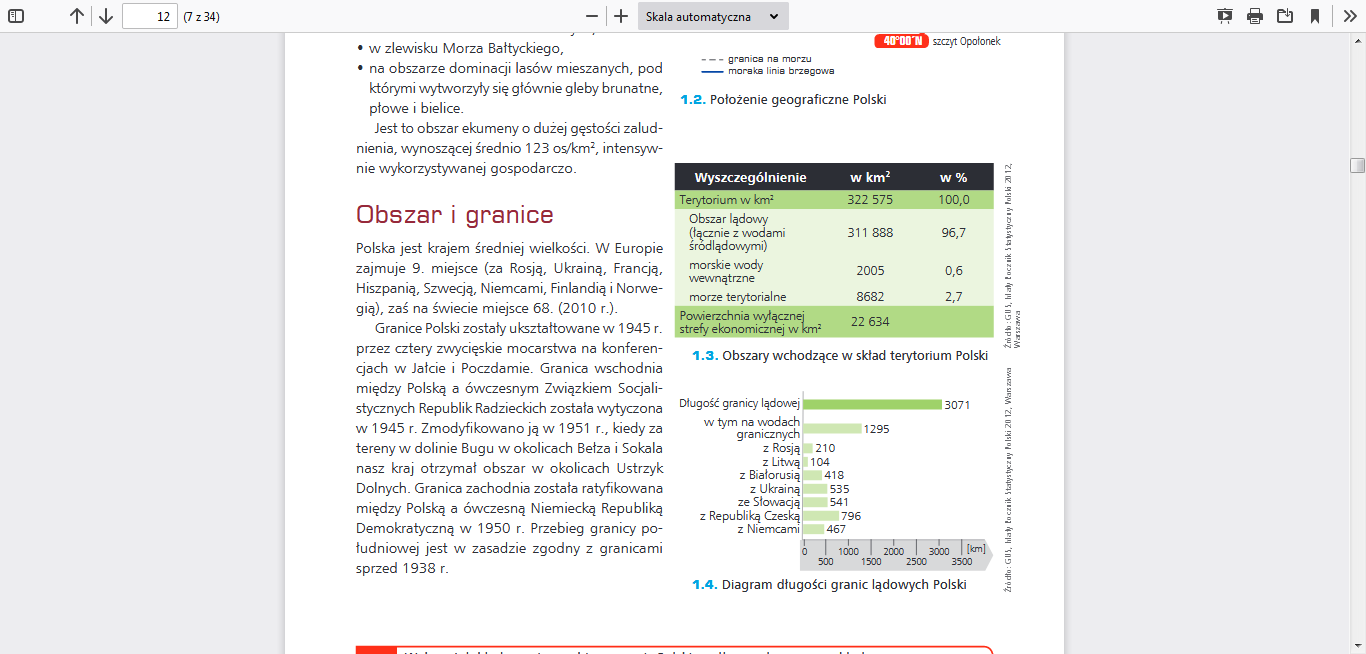 12
(7 z 34)
Skala automatyczna
• w zlewisku Morza Bałtyckiego,
• na obszarze dominacji lasów mieszanych, pod
którymi wytworzyły się głównie gleby brunatne,
płowe i bielice.
Jest to obszar ekumeny o dużej gęstości zalud-
nienia, wynoszącej średnio 123 os/km², intensyw-
nie wykorzystywanej gospodarczo.
Obszar i granice
Polska jest krajem średniej wielkości. W Europie
zajmuje 9. miejsce (za Rosją, Ukrainą, Francją,
Hiszpanią, Szwecją, Niemcami, Finlandią i Norwe-
gią), zaś na świecie miejsce 68. (2010 r.).
Granice Polski zostały ukształtowane w 1945 r.
przez cztery zwycięskie mocarstwa na konferen-
cjach w Jałcie i Poczdamie. Granica wschodnia
między Polską a ówczesnym Związkiem Socjali-
stycznych Republik Radzieckich została wytyczona
w 1945 r. Zmodyfikowano ją w 1951 r., kiedy za
tereny w dolinie Bugu w okolicach Bełza i Sokala
nasz kraj otrzymał obszar w okolicach Ustrzyk
Dolnych. Granica zachodnia została ratyfikowana
między Polską a ówczesną Niemiecką Republiką
Demokratyczną w 1950 r. Przebieg granicy po-
łudniowej jest w zasadzie zgodny z granicami
sprzed 1938 r.
40°00'N szczyt Opołonek
granica na morzu
morska linia brzegowa
1.2. Położenie geograficzne Polski
Wyszczególnienie w km² w %
Terytorium w km² 322 575 100,0
Obszar lądowy
(łącznie z wodami 311 888 96,7
śródlądowymi)
morskie wody
wewnątrzne 2005 0,6
morze terytorialne 8682 2,7
Powierzchnia wyłącznej
strefy ekonomicznej w km² 22 634
Źródło: GUS, Mały Rocznik Statystyczny Polski 2012,
Warszawa
1.3. Obszary wchodzące w skład terytorium Polski
Długość granicy lądowej 3071
w tym na wodach
granicznych 1295
z Rosją 210
z Litwą 104
z Białorusią 418
z Ukrainą 535
ze Słowacją 541
z Republiką Czeską 796
z Niemcami 467
0 1000 2000 3000 [km]
500 1500 2500 3500
Źródło: GUS, Mały Rocznik Statystyczny Polski 2012, Warszawa
1.4. Diagram długości granic lądowych Polski